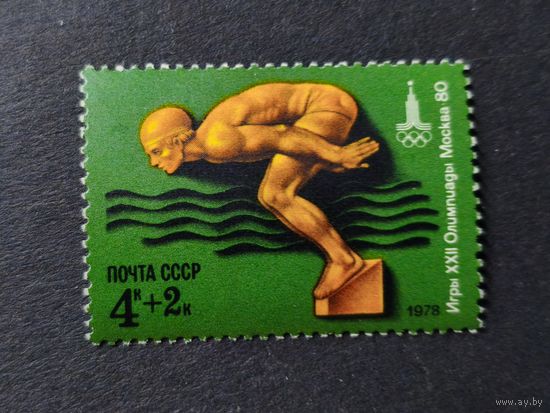 Игры XXII Олимпиады Москва 80
ПОЧТА СССР
4К+2К
1978
© www.ay.by